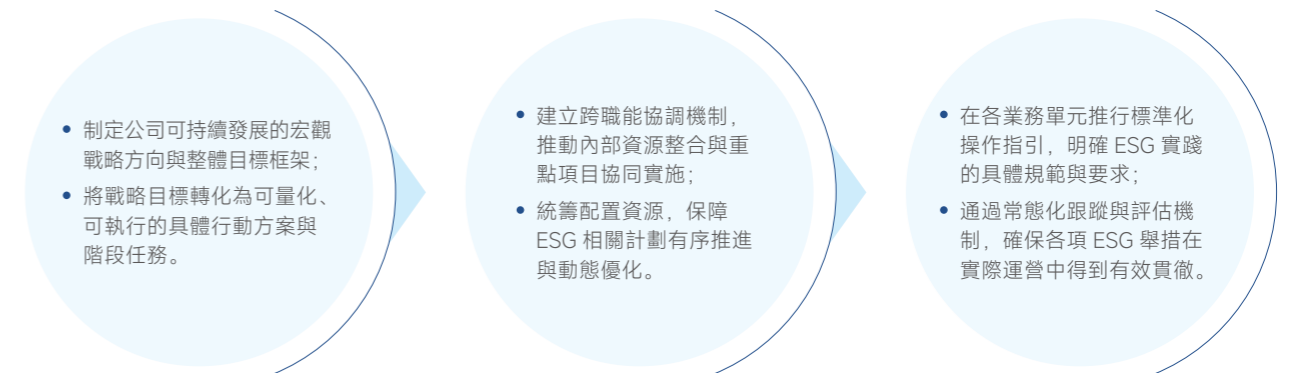 • 制定公司可持續發展的宏觀
戰略方向與整體目標框架；
• 將戰略目標轉化為可量化、
可執行的具體行動方案與
階段任務。
• 建立跨職能協調機制，
推動內部資源整合與重
點項目協同實施；
• 統籌配置資源，保障
ESG 相關計劃有序推進
與動態優化。
• 在各業務單元推行標準化
操作指引，明確 ESG 實踐
的具體規範與要求；
• 通過常態化跟蹤與評估機
制，確保各項 ESG 舉措在
實際運營中得到有效貫徹。